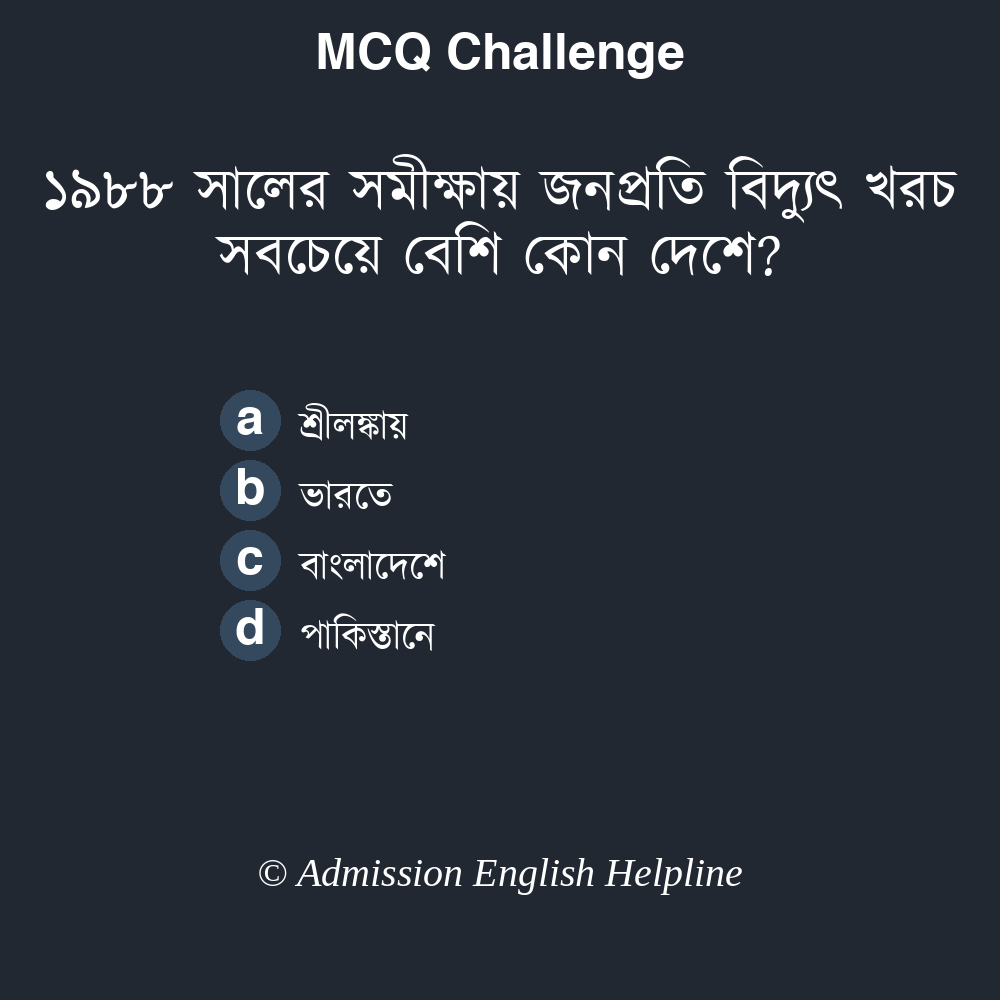 MCQ Challenge
১৯৮৮ সালের সমীক্ষায় জনপ্রতি বিদ্যুৎ খরচ
সবচেয়ে বেশি কোন দেশে?
a শ্রীলঙ্কায়
b ভারতে
c বাংলাদেশে
d পাকিস্তানে
© Admission English Helpline